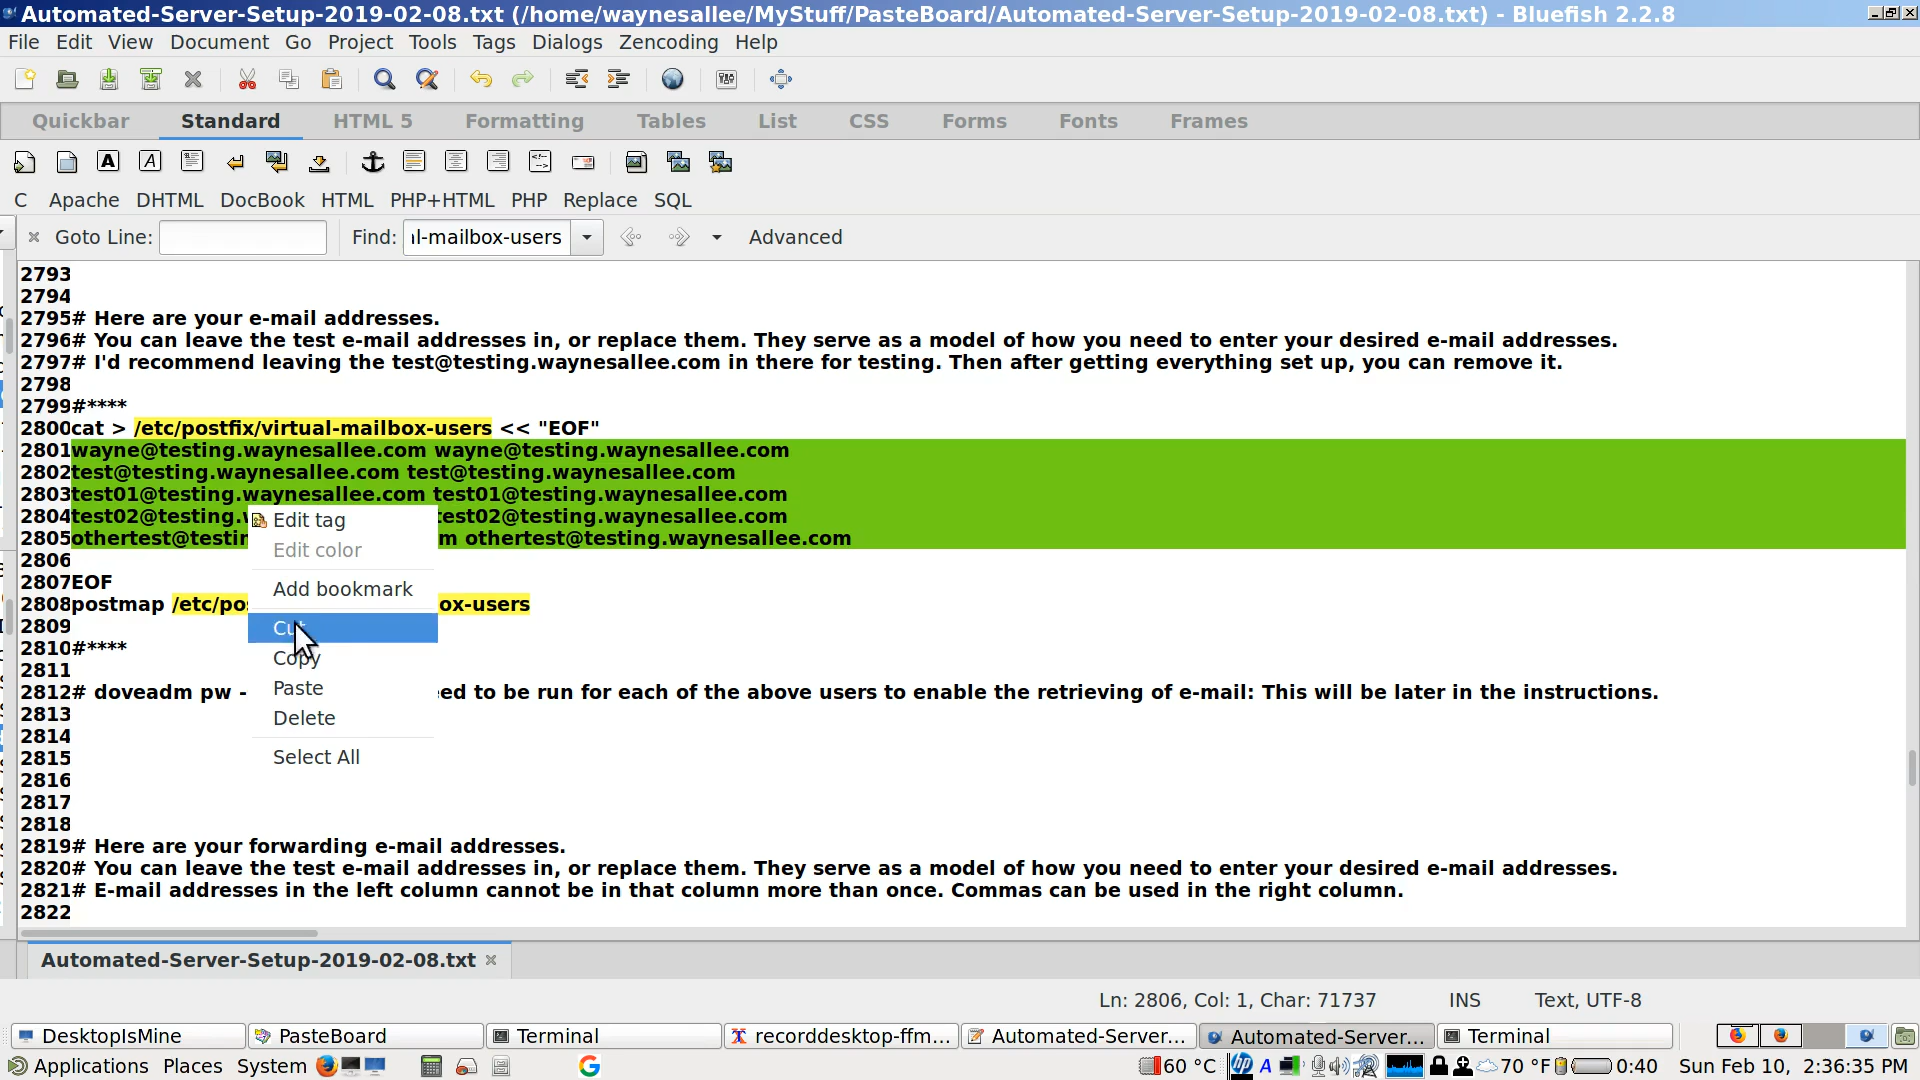 Automated-Server-Setup-2019-02-08.txt (/home/waynesallee/MyStuff/PasteBoard/Automated-Server-Setup-2019-02-08.txt) - Bluefish 2.2.8
File Edit View Document Go Project Tools Tags Dialogs Zencoding Help
Quickbar Standard HTML 5 Formatting Tables List CSS Forms Fonts Frames
C Apache DHTML DocBook HTML PHP+HTML PHP Replace SQL
Goto Line: Find: l-mailbox-users Advanced
2793
2794
2795# Here are your e-mail addresses.
2796# You can leave the test e-mail addresses in, or replace them. They serve as a model of how you need to enter your desired e-mail addresses.
2797# I'd recommend leaving the test@testing.waynesallee.com in there for testing. Then after getting everything set up, you can remove it.
2798
2799#****
2800cat > /etc/postfix/virtual-mailbox-users << "EOF"
2801wayne@testing.waynesallee.com wayne@testing.waynesallee.com
2802test@testing.waynesallee.com test@testing.waynesallee.com
2803test01@testing.waynesallee.com test01@testing.waynesallee.com
2804test02@testing. test02@testing.waynesallee.com
2805othertest@testin m othertest@testing.waynesallee.com
2806
2807EOF
2808postmap /etc/po ox-users
2809
2810#****
2811
2812# doveadm pw - ed to be run for each of the above users to enable the retrieving of e-mail: This will be later in the instructions.
2813
2814
2815
2816
2817
2818
2819# Here are your forwarding e-mail addresses.
2820# You can leave the test e-mail addresses in, or replace them. They serve as a model of how you need to enter your desired e-mail addresses.
2821# E-mail addresses in the left column cannot be in that column more than once. Commas can be used in the right column.
2822
Edit tag
Edit color
Add bookmark
Cut
Copy
Paste
Delete
Select All
Automated-Server-Setup-2019-02-08.txt
Ln: 2806, Col: 1, Char: 71737 INS Text, UTF-8
DesktopIsMine PasteBoard Terminal recorddesktop-ffm... Automated-Server... Automated-Server... Terminal
Applications Places System 60 °C A 70 °F 0:40 Sun Feb 10, 2:36:35 PM